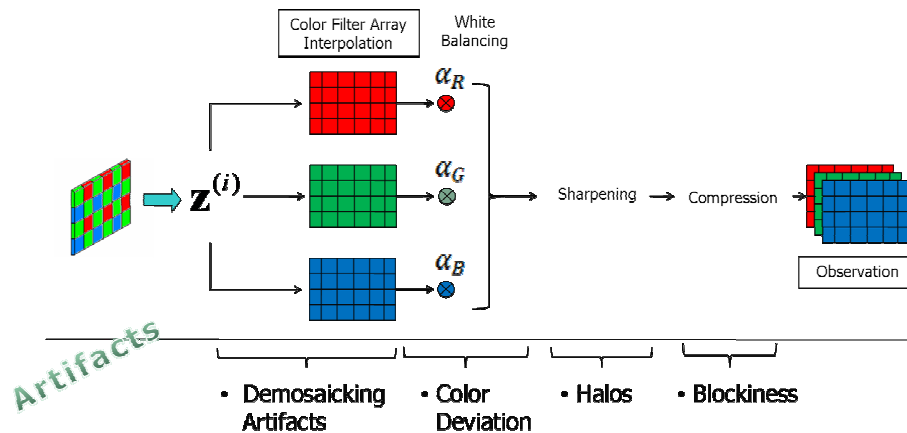 Color Filter Array
Interpolation
White
Balancing
α_R
α_G
α_B
z^(i)
Sharpening
Compression
Observation
Artifacts
• Demosaicking
Artifacts
• Color
Deviation
• Halos
• Blockiness